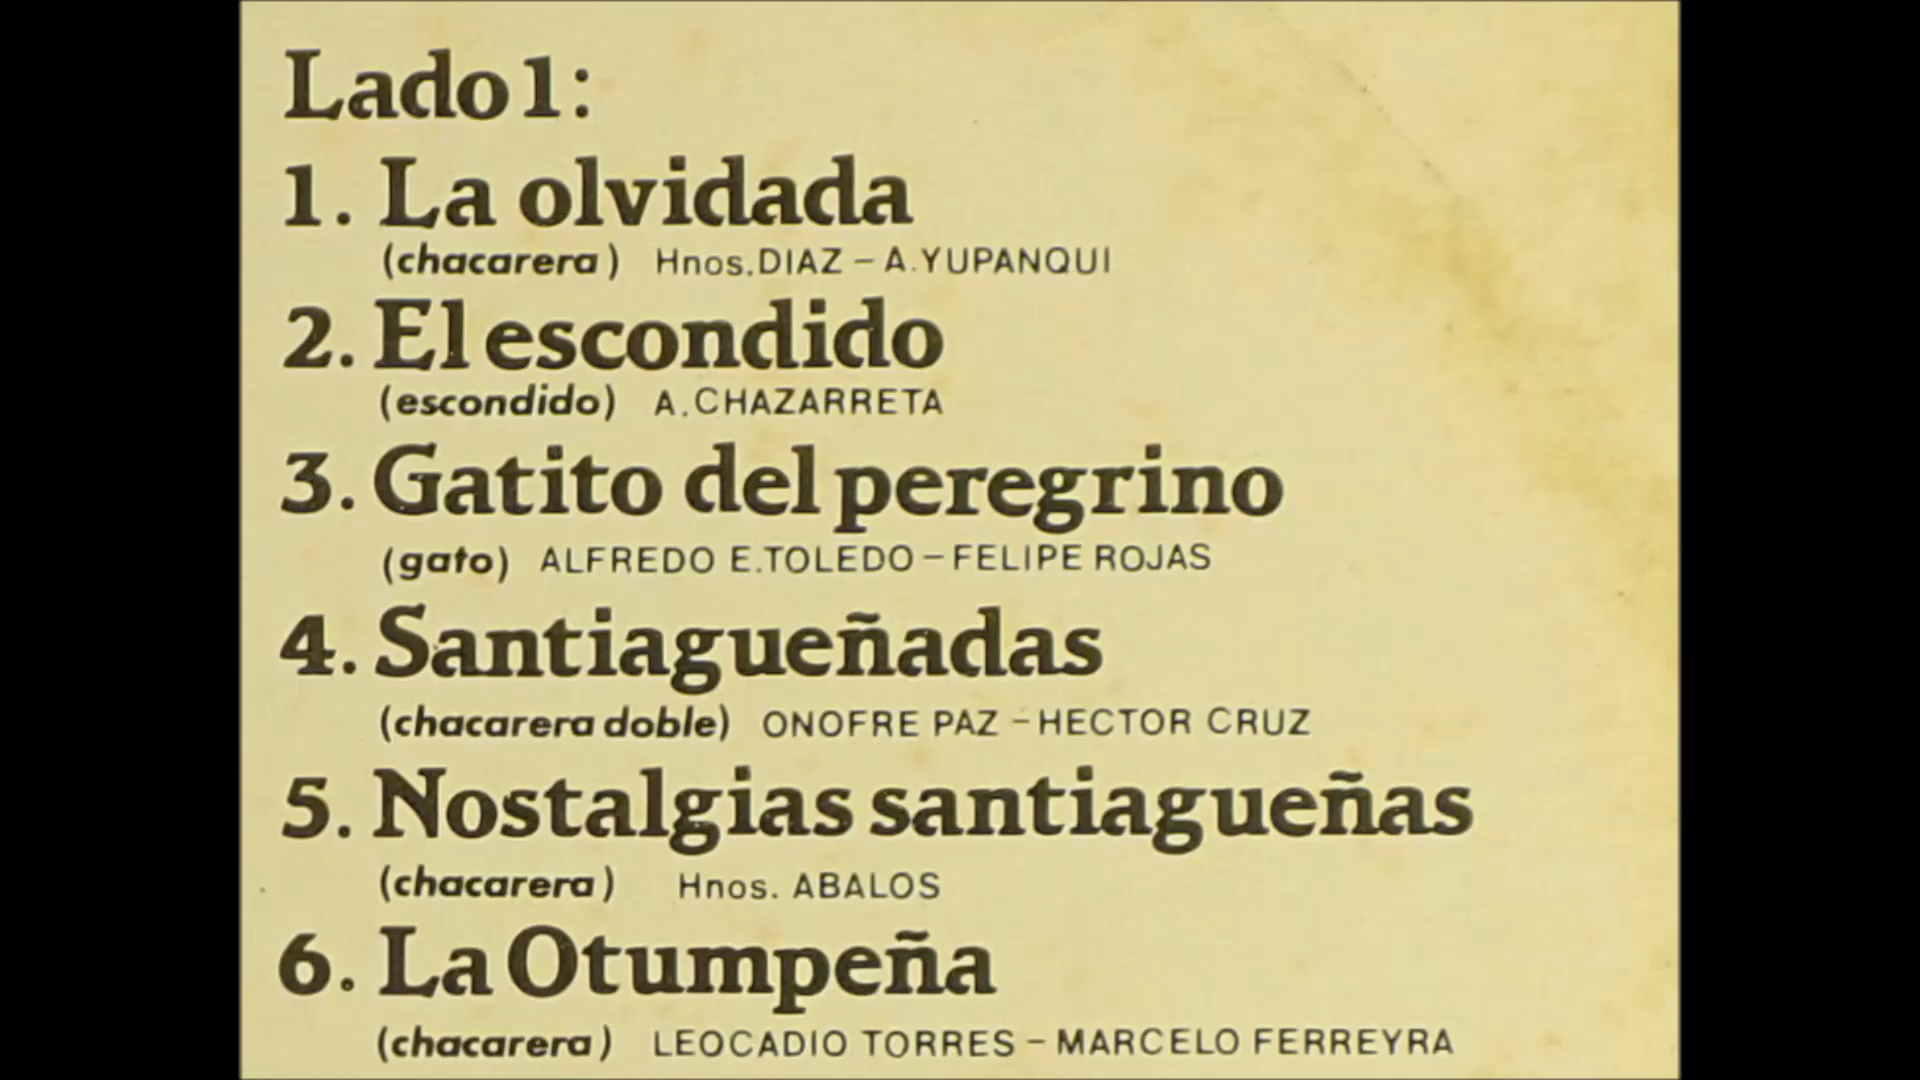 Lado 1:
1. La olvidada
(chacarera) Hnos. DIAZ – A. YUPANQUI
2. El escondido
(escondido) A. CHAZARRETA
3. Gatito del peregrino
(gato) ALFREDO E. TOLEDO – FELIPE ROJAS
4. Santiagueñadas
(chacarera doble) ONOFRE PAZ – HECTOR CRUZ
5. Nostalgias santiagueñas
(chacarera) Hnos. ABALOS
6. La Otumpeña
(chacarera) LEOCADIO TORRES – MARCELO FERREYRA